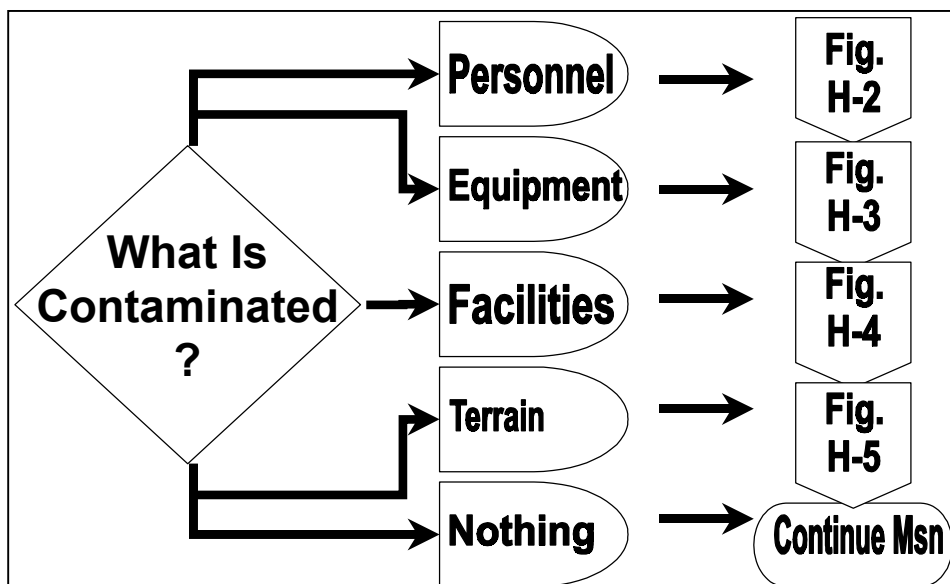 What Is
Contaminated
?
Personnel
Fig.
H-2
Equipment
Fig.
H-3
Facilities
Fig.
H-4
Terrain
Fig.
H-5
Nothing
Continue Msn